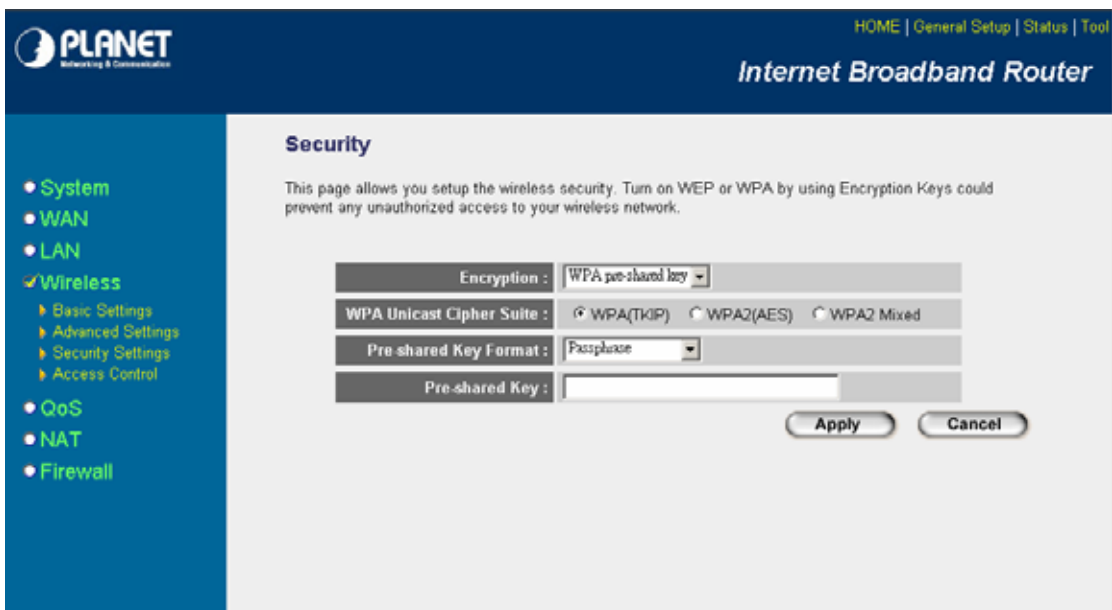 PLANET
Networking & Communication
HOME | General Setup | Status | Tool
Internet Broadband Router
System
WAN
LAN
Wireless
Basic Settings
Advanced Settings
Security Settings
Access Control
QoS
NAT
Firewall
Security
This page allows you setup the wireless security. Turn on WEP or WPA by using Encryption Keys could
prevent any unauthorized access to your wireless network.
Encryption : WPA pre-shared key
WPA Unicast Cipher Suite : WPA(TKIP) WPA2(AES) WPA2 Mixed
Pre-shared Key Format : Passphrase
Pre-shared Key :
Apply Cancel